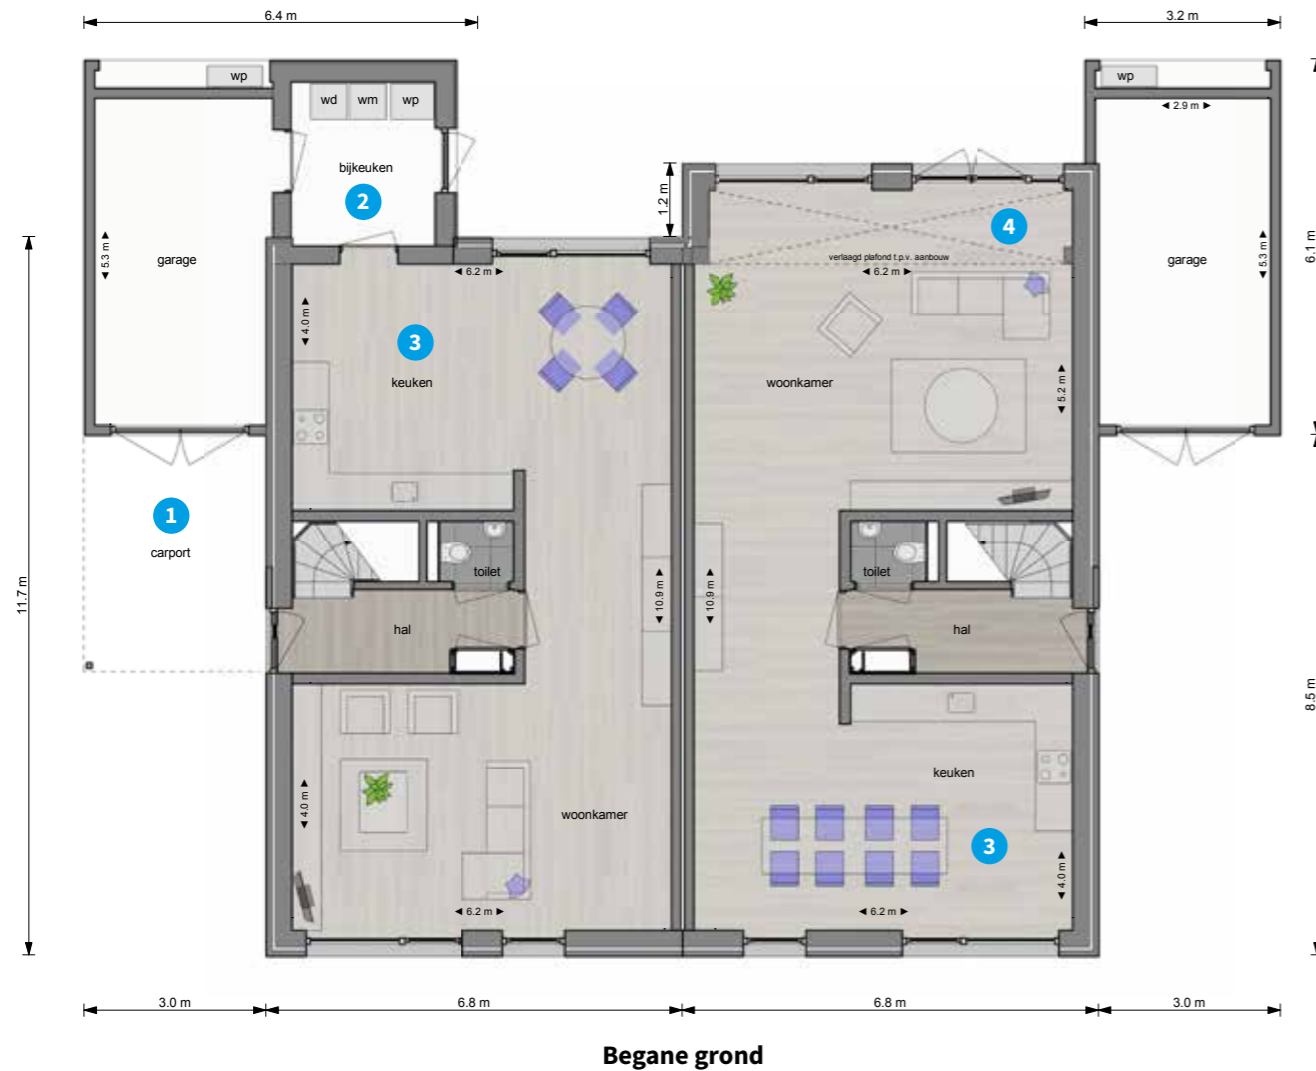 6.4 m
3.2 m
wp
wd wm wp
wp
◄ 2.9 m ►
bijkeuken
2
1.2 m
4
◄ 5.3 m ►
garage
◄ 6.2 m ►
verlaagd plafond t.p.v. aanbouw
◄ 6.2 m ►
garage
◄ 5.3 m ►
6.1 m
◄ 4.0 m ►
3
keuken
woonkamer
◄ 5.2 m ►
1
carport
11.7 m
toilet
toilet
◄ 10.9 m ►
◄ 10.9 m ►
hal
hal
8.5 m
keuken
◄ 4.0 m ►
woonkamer
3
◄ 4.0 m ►
◄ 6.2 m ►
◄ 6.2 m ►
3.0 m
6.8 m
6.8 m
3.0 m
Begane grond